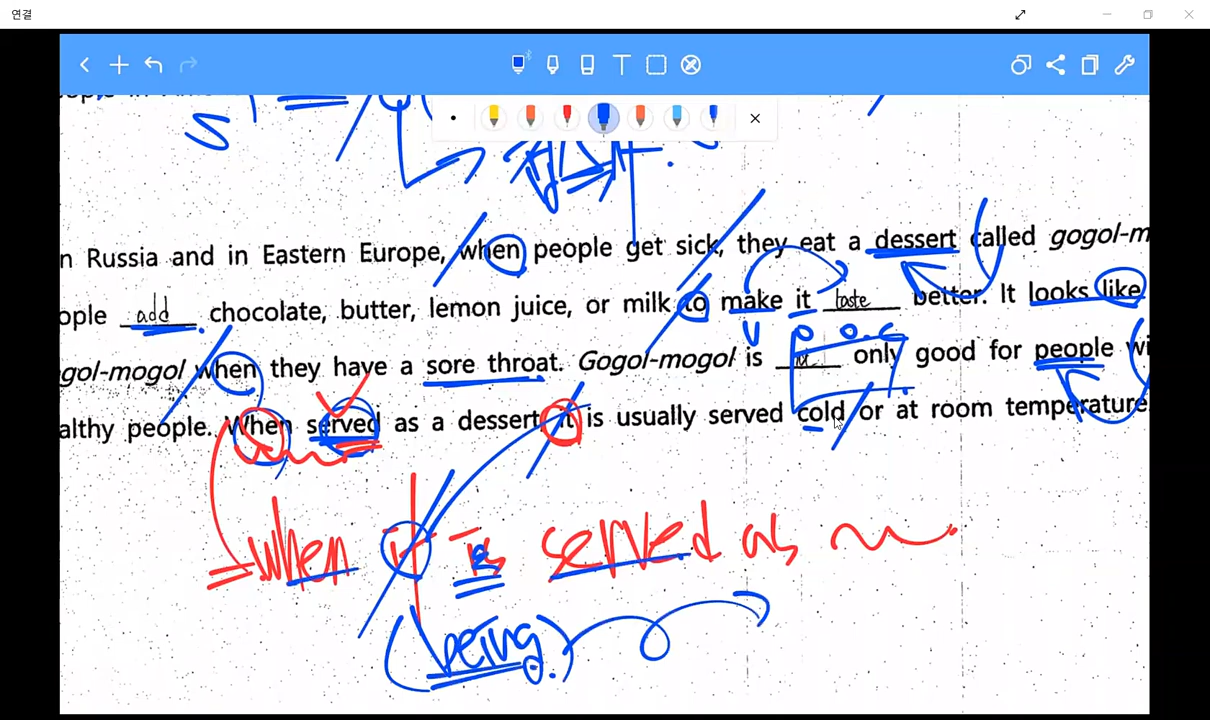 연결
n Russia and in Eastern Europe, when people get sick, they eat a dessert called gogol-m
ople add chocolate, butter, lemon juice, or milk to make it taste better. It looks like
gol-mogol when they have a sore throat. Gogol-mogol is only good for people wi
althy people. When served as a dessert, it is usually served cold or at room temperature.
V O O.C
when it is served as
(being)